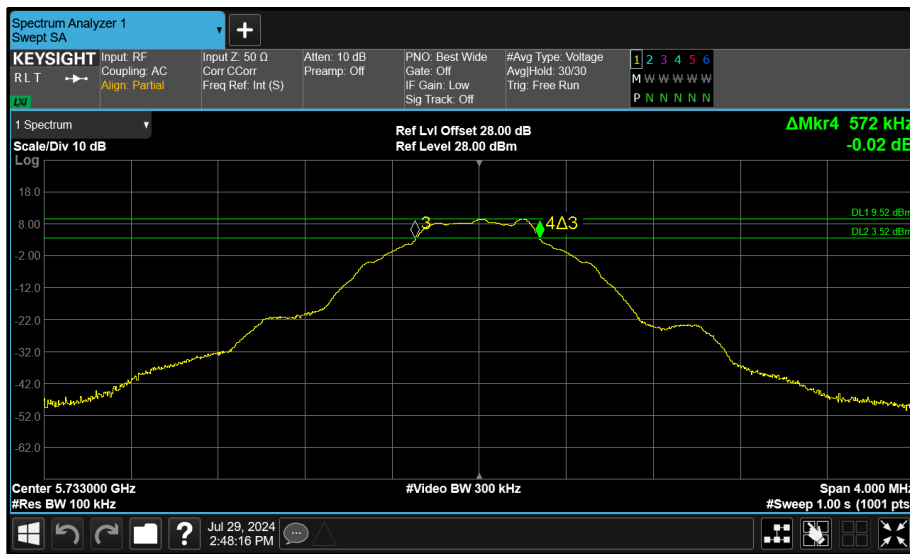 Spectrum Analyzer 1
Swept SA
KEYSIGHT
R L T
LXI
Input: RF
Coupling: AC
Align: Partial
Input Z: 50 Ω
Corr CCorr
Freq Ref: Int (S)
Atten: 10 dB
Preamp: Off
PNO: Best Wide
Gate: Off
IF Gain: Low
Sig Track: Off
#Avg Type: Voltage
Avg|Hold: 30/30
Trig: Free Run
1 2 3 4 5 6
M W W W W W
P N N N N N
1 Spectrum
Scale/Div 10 dB
Ref Lvl Offset 28.00 dB
Ref Level 28.00 dBm
ΔMkr4 572 kHz
-0.02 dB
Log
18.0
8.00
-2.00
-12.0
-22.0
-32.0
-42.0
-52.0
-62.0
3
4Δ3
DL1 9.52 dBm
DL2 3.52 dBm
Center 5.733000 GHz
#Video BW 300 kHz
Span 4.000 MHz
#Res BW 100 kHz
#Sweep 1.00 s (1001 pts
?
Jul 29, 2024
2:48:16 PM